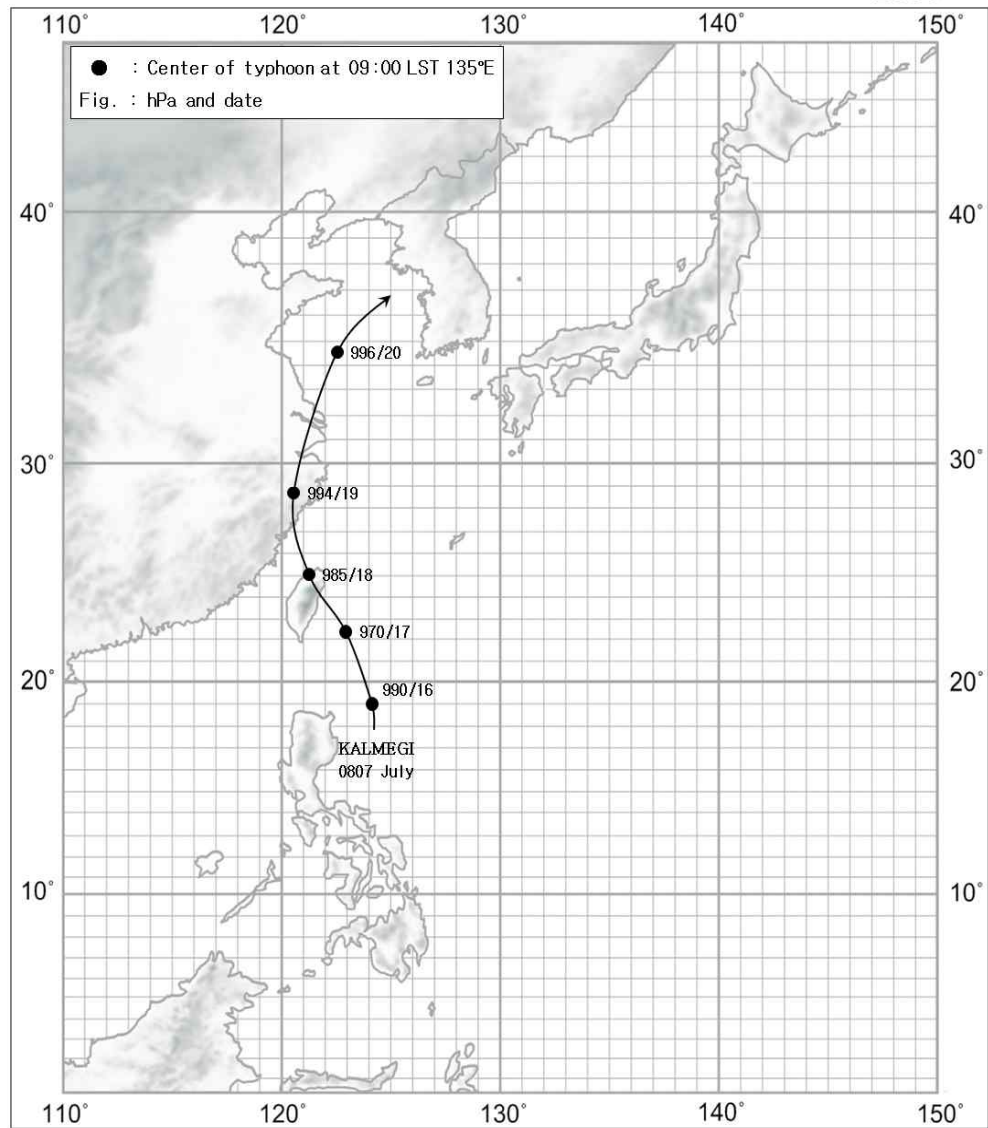 110° 120° 130° 140° 150°
● : Center of typhoon at 09:00 LST 135°E
Fig. : hPa and date
40° 40°
996/20
30° 30°
994/19
985/18
970/17
20° 990/16 20°
KALMEGI
0807 July
10° 10°
110 120 130 140 150